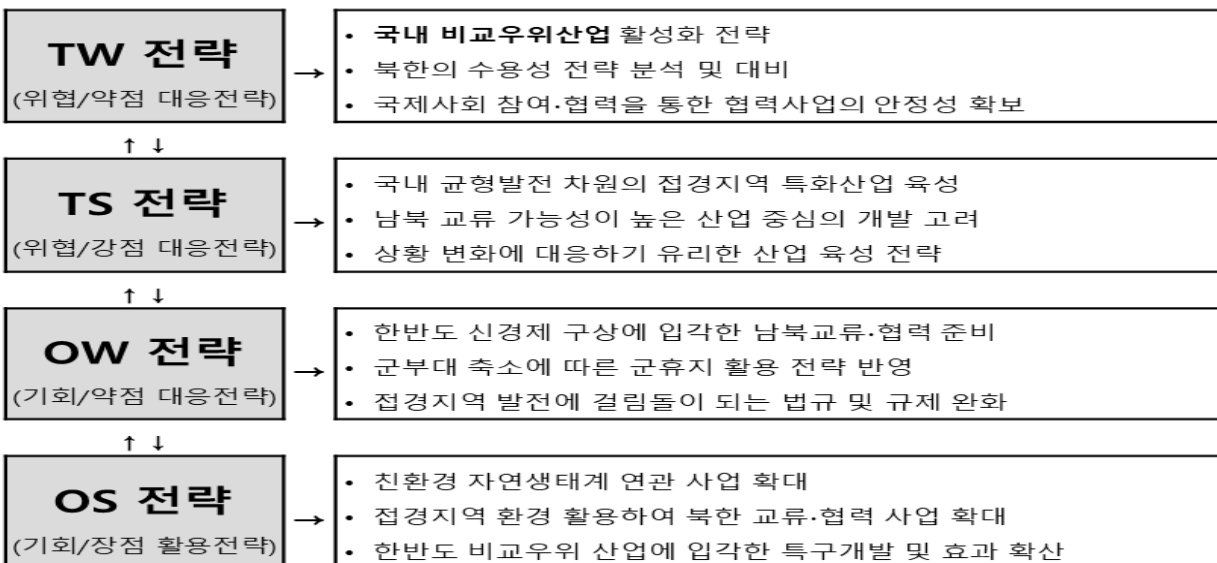 TW 전략
(위협/약점 대응전략)
→
• 국내 비교우위산업 활성화 전략
• 북한의 수용성 전략 분석 및 대비
• 국제사회 참여·협력을 통한 협력사업의 안정성 확보
↑ ↓
TS 전략
(위협/강점 대응전략)
→
• 국내 균형발전 차원의 접경지역 특화산업 육성
• 남북 교류 가능성이 높은 산업 중심의 개발 고려
• 상황 변화에 대응하기 유리한 산업 육성 전략
↑ ↓
OW 전략
(기회/약점 대응전략)
→
• 한반도 신경제 구상에 입각한 남북교류·협력 준비
• 군부대 축소에 따른 군휴지 활용 전략 반영
• 접경지역 발전에 걸림돌이 되는 법규 및 규제 완화
↑ ↓
OS 전략
(기회/장점 활용전략)
→
• 친환경 자연생태계 연관 사업 확대
• 접경지역 환경 활용하여 북한 교류·협력 사업 확대
• 한반도 비교우위 산업에 입각한 특구개발 및 효과 확산